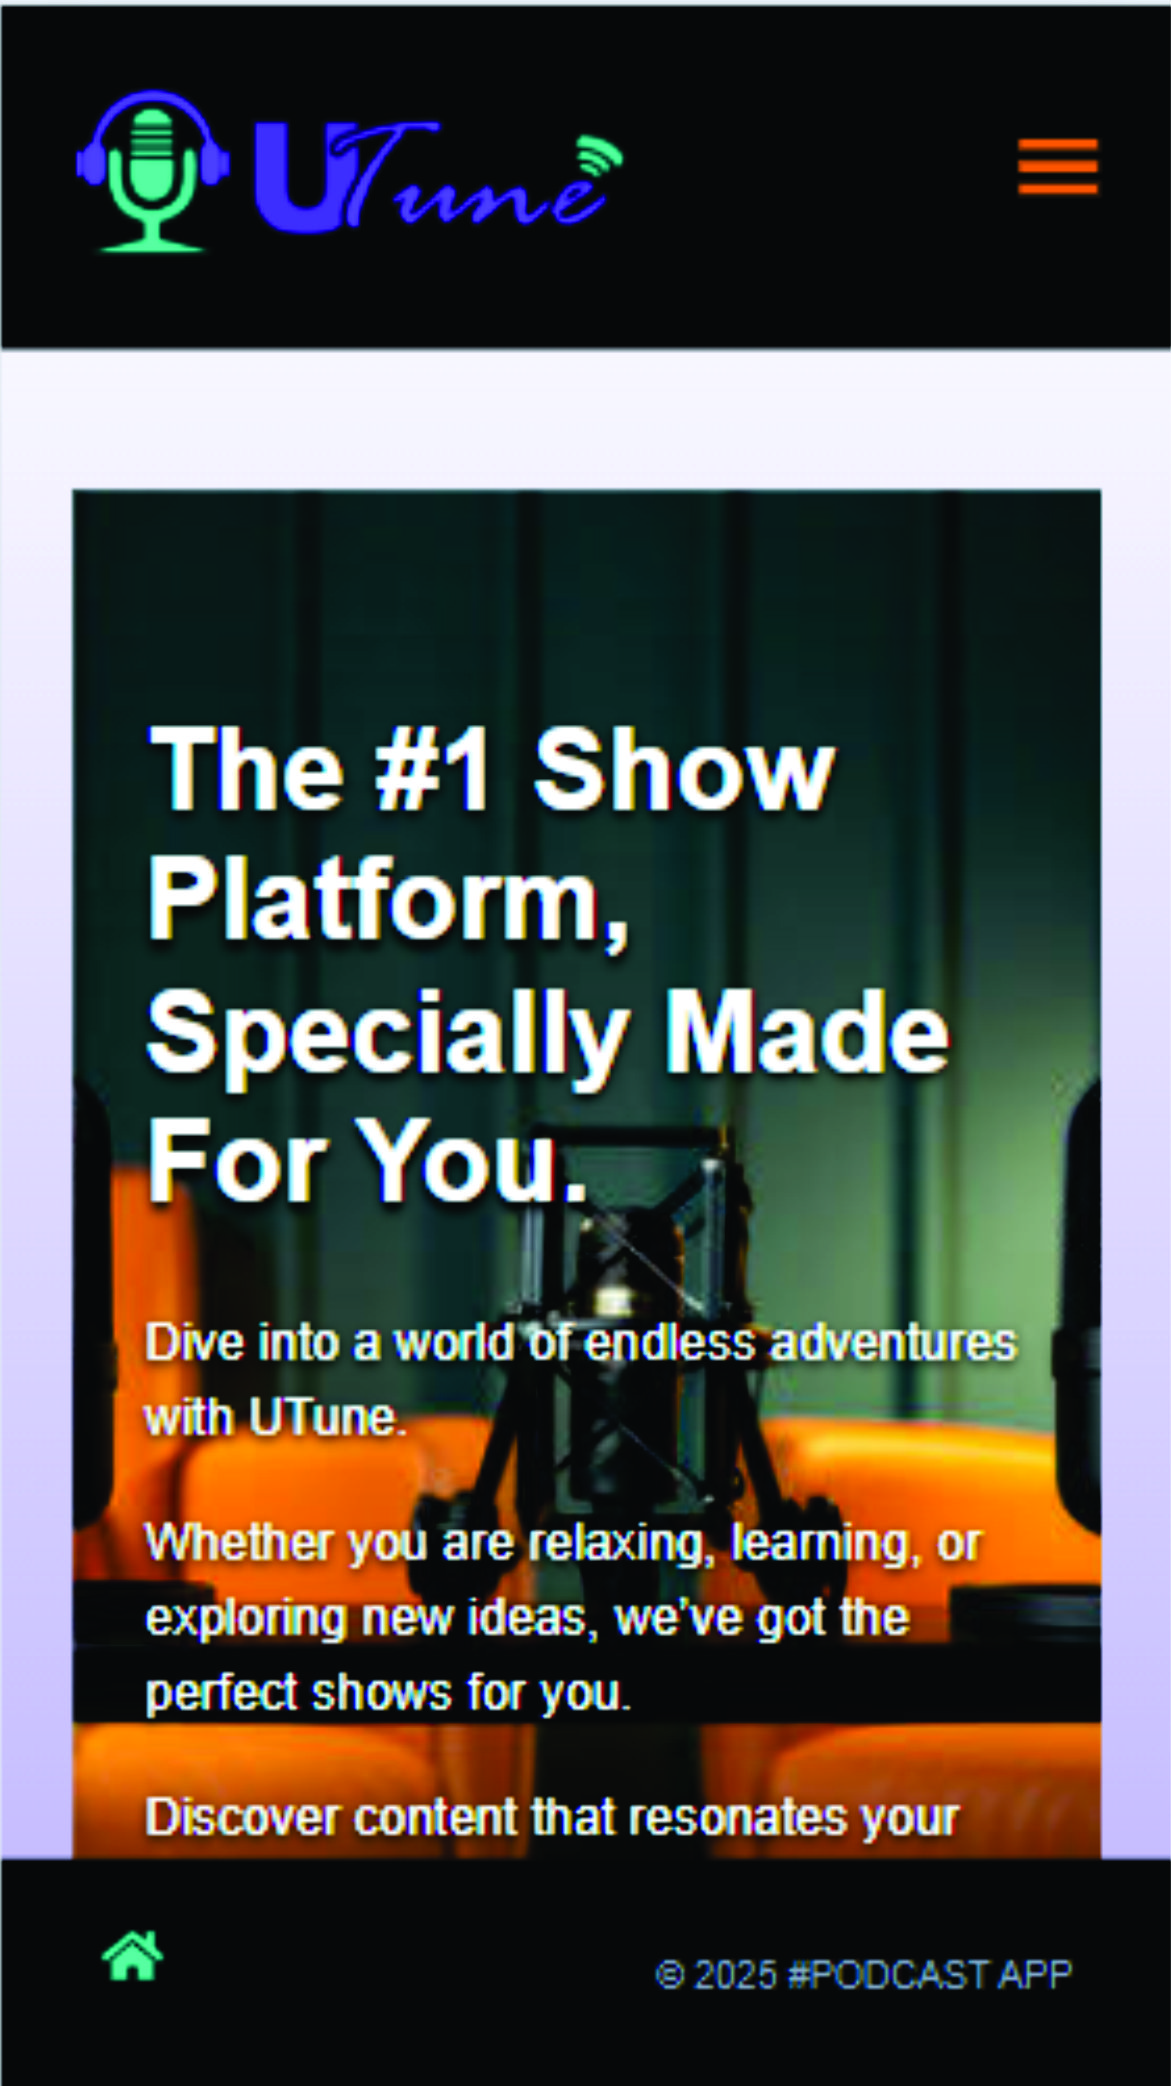 UTune
The #1 Show
Platform,
Specially Made
For You.
Dive into a world of endless adventures
with UTune.
Whether you are relaxing, learning, or
exploring new ideas, we've got the
perfect shows for you.
Discover content that resonates your
© 2025 #PODCAST APP